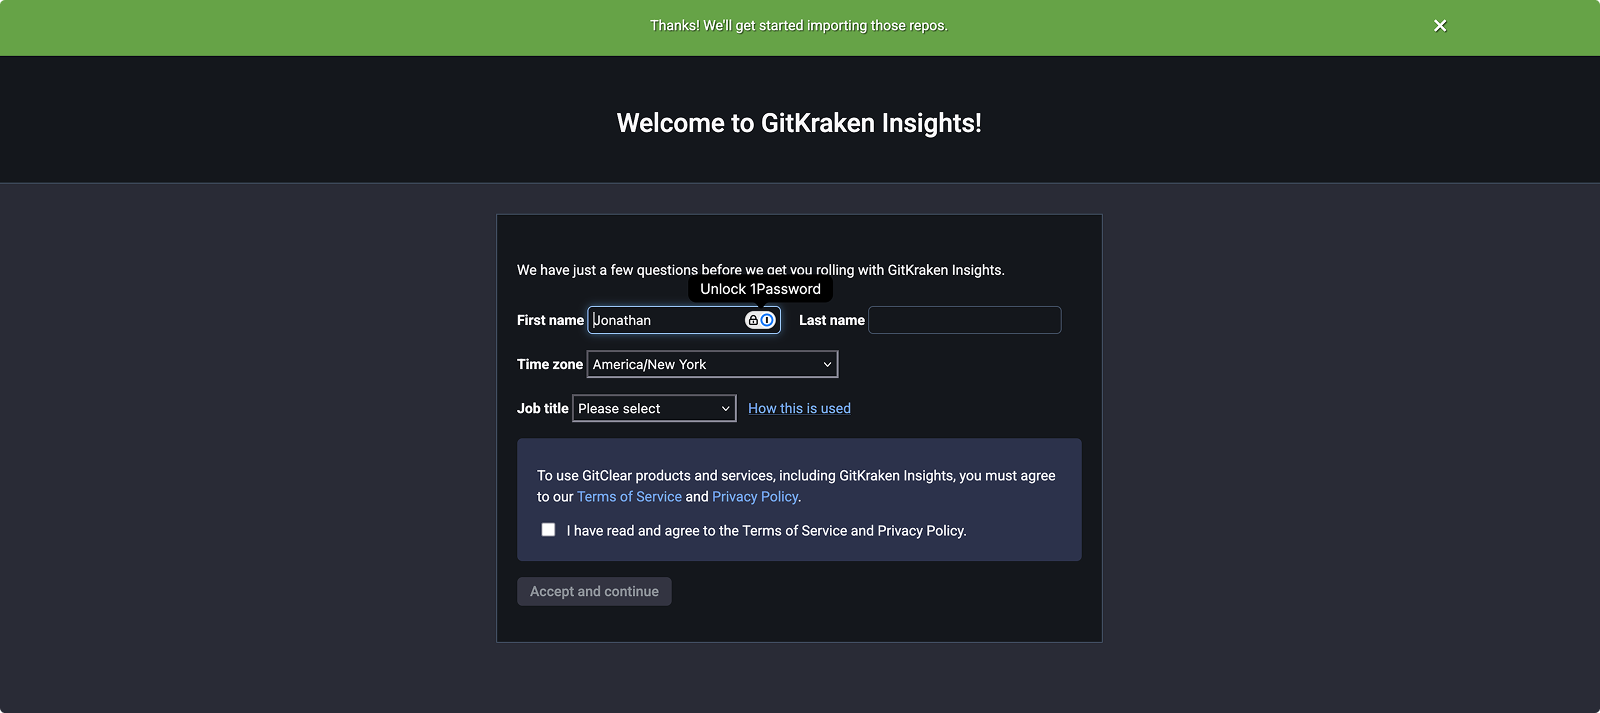 Thanks! We'll get started importing those repos.
Welcome to GitKraken Insights!
We have just a few questions before we get you rolling with GitKraken Insights.
Unlock 1Password
First name Jonathan Last name
Time zone America/New York
Job title Please select How this is used
To use GitClear products and services, including GitKraken Insights, you must agree
to our Terms of Service and Privacy Policy.
I have read and agree to the Terms of Service and Privacy Policy.
Accept and continue